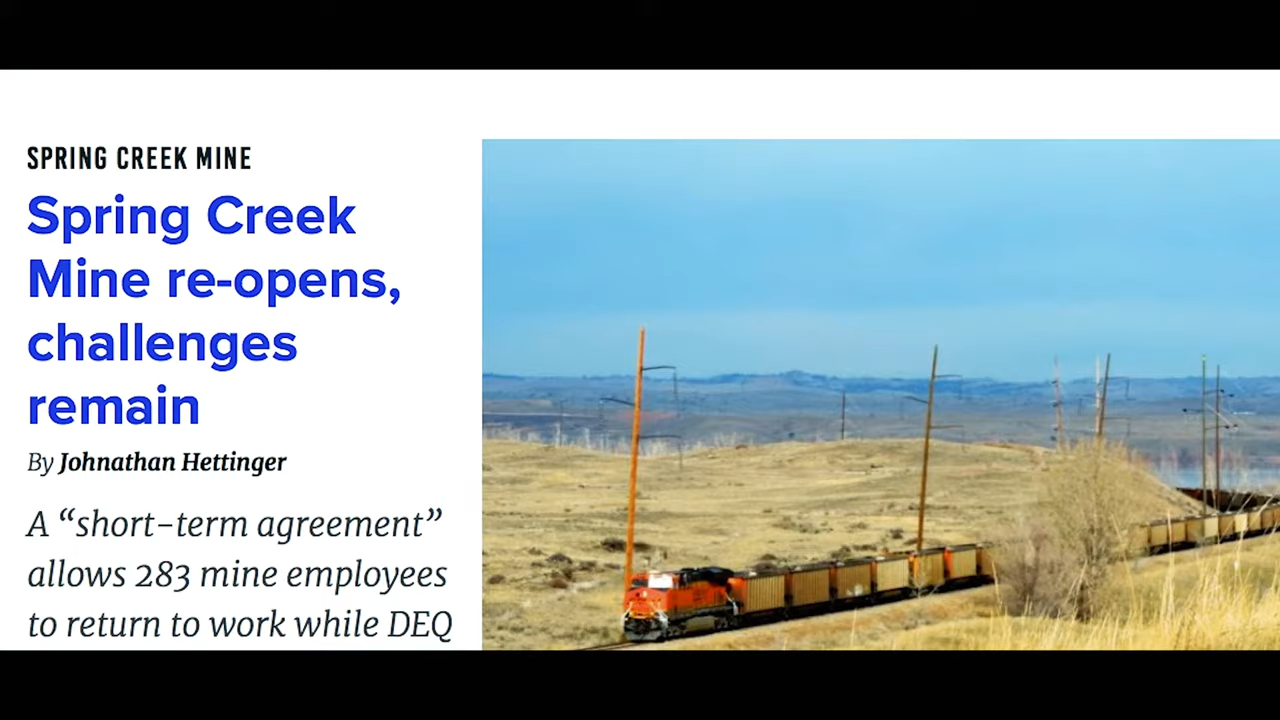 SPRING CREEK MINE
Spring Creek
Mine re-opens,
challenges
remain
By Johnathan Hettinger
A “short-term agreement”
allows 283 mine employees
to return to work while DEQ